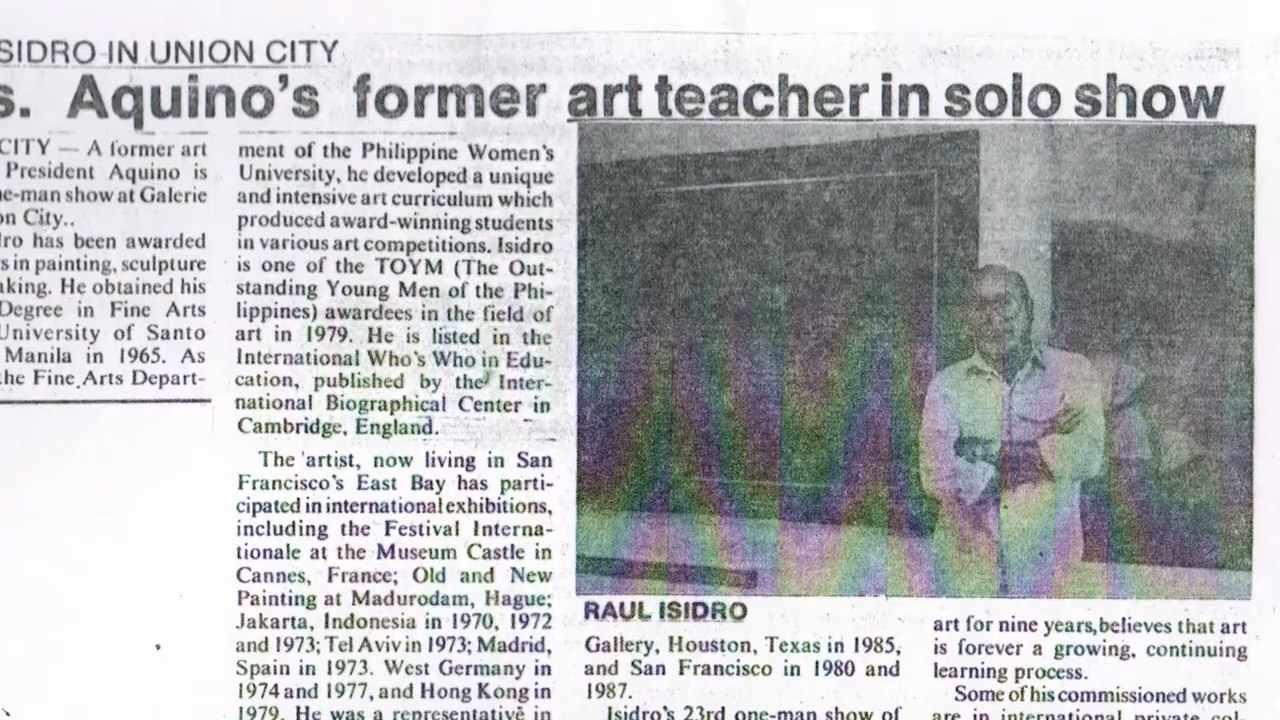 SIDRO IN UNION CITY
s. Aquino's former art teacher in solo show
CITY — A former art
President Aquino is
e-man show at Galerie
on City..
dro has been awarded
s in painting, sculpture
aking. He obtained his
Degree in Fine Arts
University of Santo
Manila in 1965. As
the Fine Arts Depart-
ment of the Philippine Women's
University, he developed a unique
and intensive art curriculum which
produced award-winning students
in various art competitions. Isidro
is one of the TOYM (The Out-
standing Young Men of the Phi-
lippines) awardees in the field of
art in 1979. He is listed in the
International Who's Who in Edu-
cation, published by the Inter-
national Biographical Center in
Cambridge, England.
The artist, now living in San
Francisco's East Bay has parti-
cipated in international exhibitions,
including the Festival Interna-
tionale at the Museum Castle in
Cannes, France; Old and New
Painting at Madurodam, Hague;
Jakarta, Indonesia in 1970, 1972
and 1973; Tel Aviv in 1973; Madrid,
Spain in 1973. West Germany in
1974 and 1977, and Hong Kong in
1979. He was a representative in
RAUL ISIDRO
Gallery, Houston, Texas in 1985,
and San Francisco in 1980 and
1987.
Isidro's 23rd one-man show of
art for nine years, believes that art
is forever a growing, continuing
learning process.
Some of his commissioned works
are in international private col-